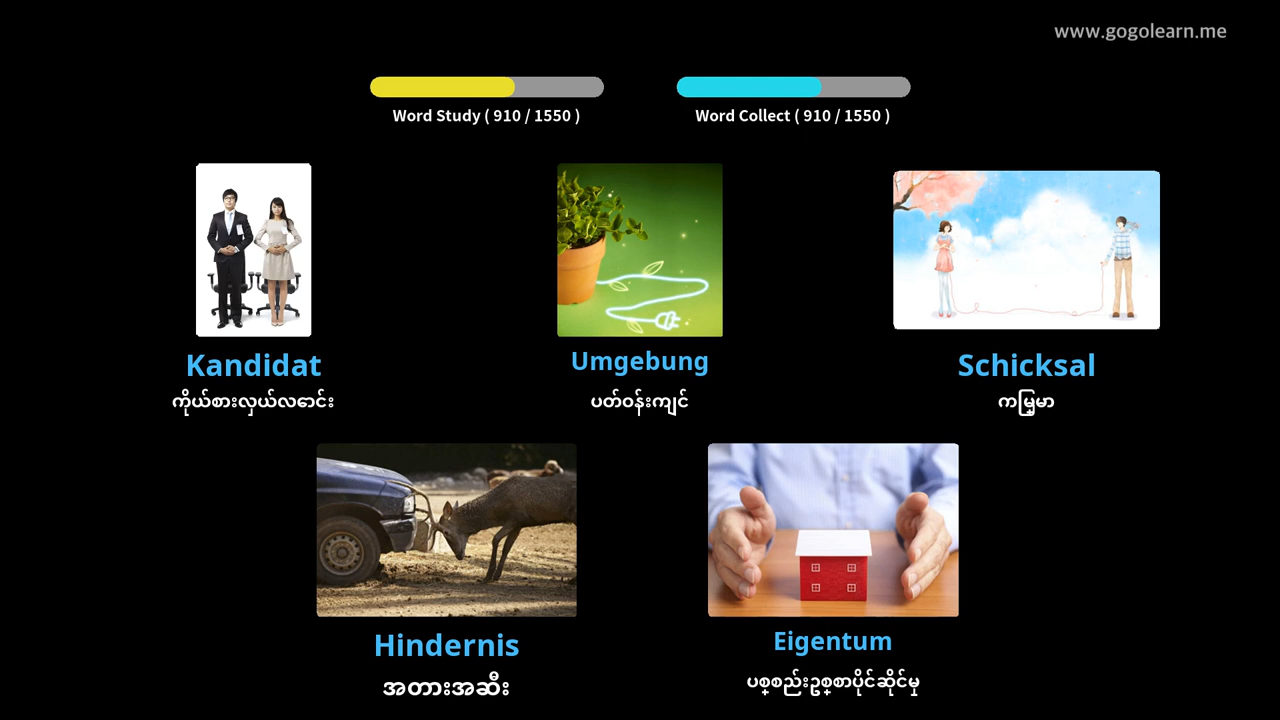 www.gogolearn.me
Word Study ( 910 / 1550 )
Word Collect ( 910 / 1550 )
Kandidat
ကိုယ်စားလှယ်လောင်း
Umgebung
ပတ်ဝန်းကျင်
Schicksal
ကမြ္မာ
Hindernis
အတားအဆီး
Eigentum
ပစ္စည်းဥစ္စာပိုင်ဆိုင်မှု